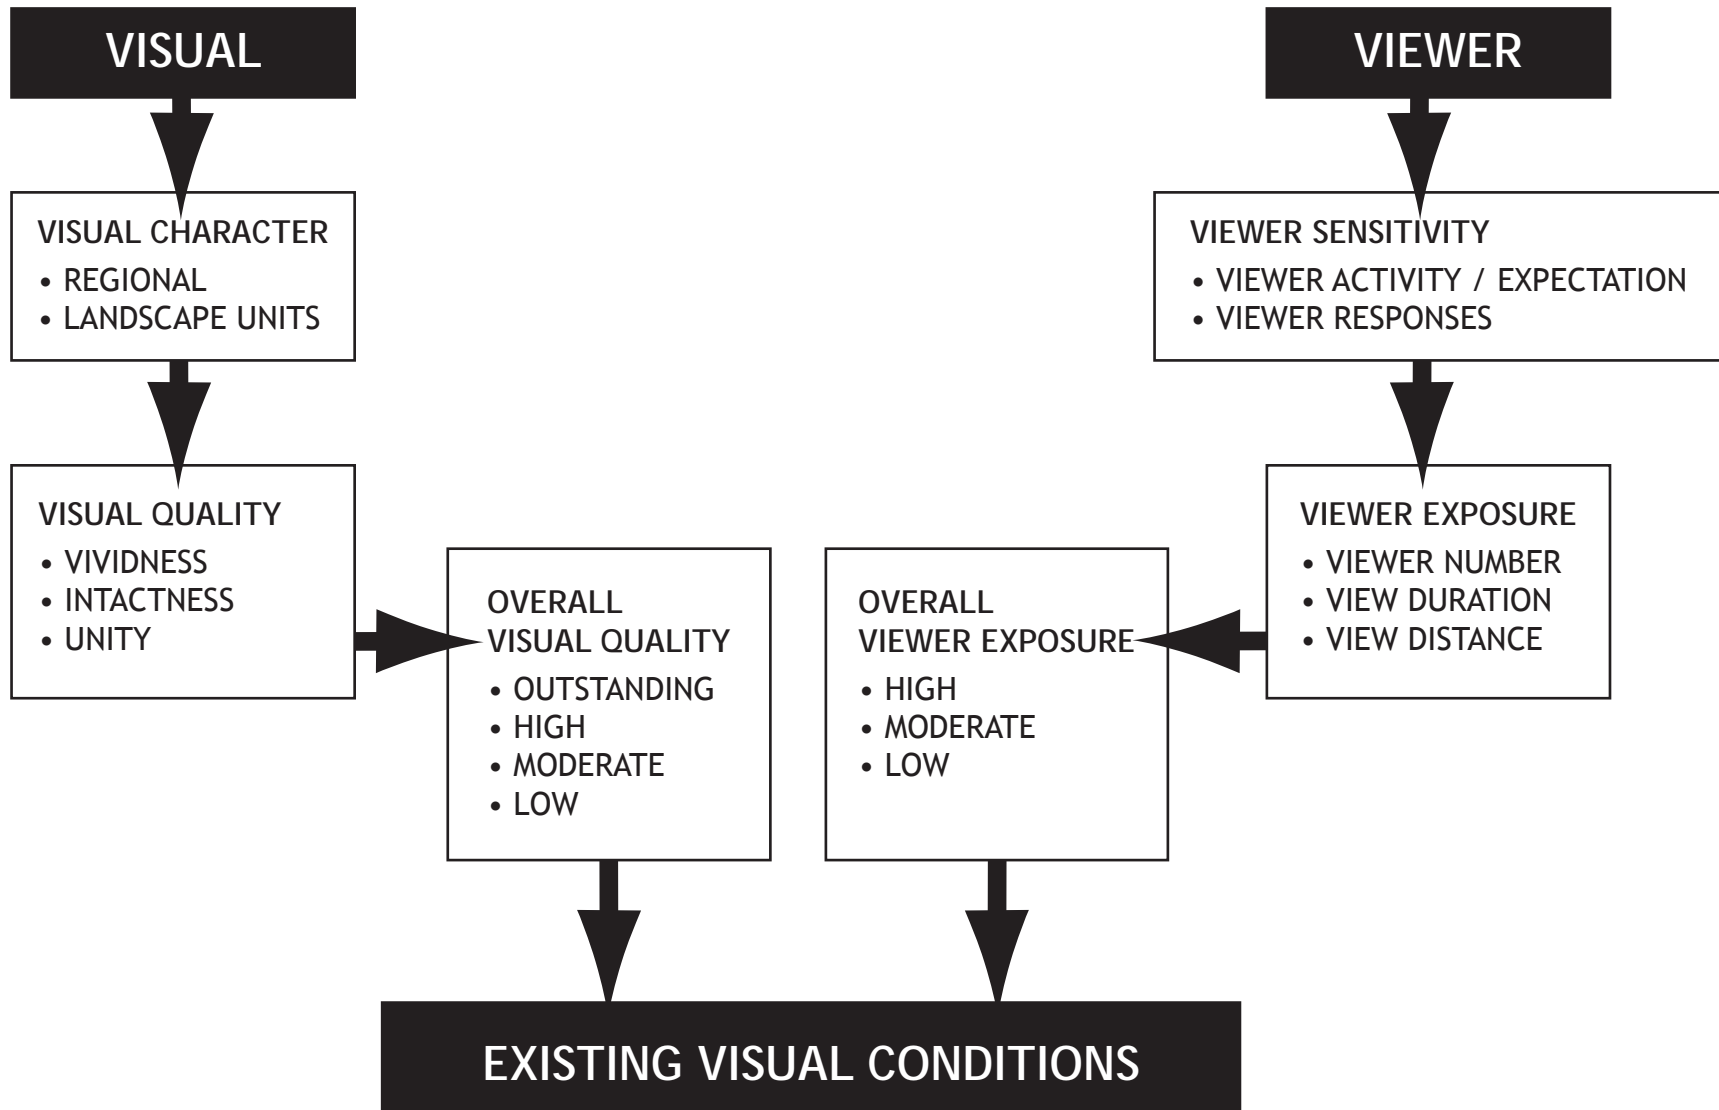 VISUAL
VISUAL CHARACTER
• REGIONAL
• LANDSCAPE UNITS
VISUAL QUALITY
• VIVIDNESS
• INTACTNESS
• UNITY
OVERALL
VISUAL QUALITY
• OUTSTANDING
• HIGH
• MODERATE
• LOW
VIEWER
VIEWER SENSITIVITY
• VIEWER ACTIVITY / EXPECTATION
• VIEWER RESPONSES
VIEWER EXPOSURE
• VIEWER NUMBER
• VIEW DURATION
• VIEW DISTANCE
OVERALL
VIEWER EXPOSURE
• HIGH
• MODERATE
• LOW
EXISTING VISUAL CONDITIONS